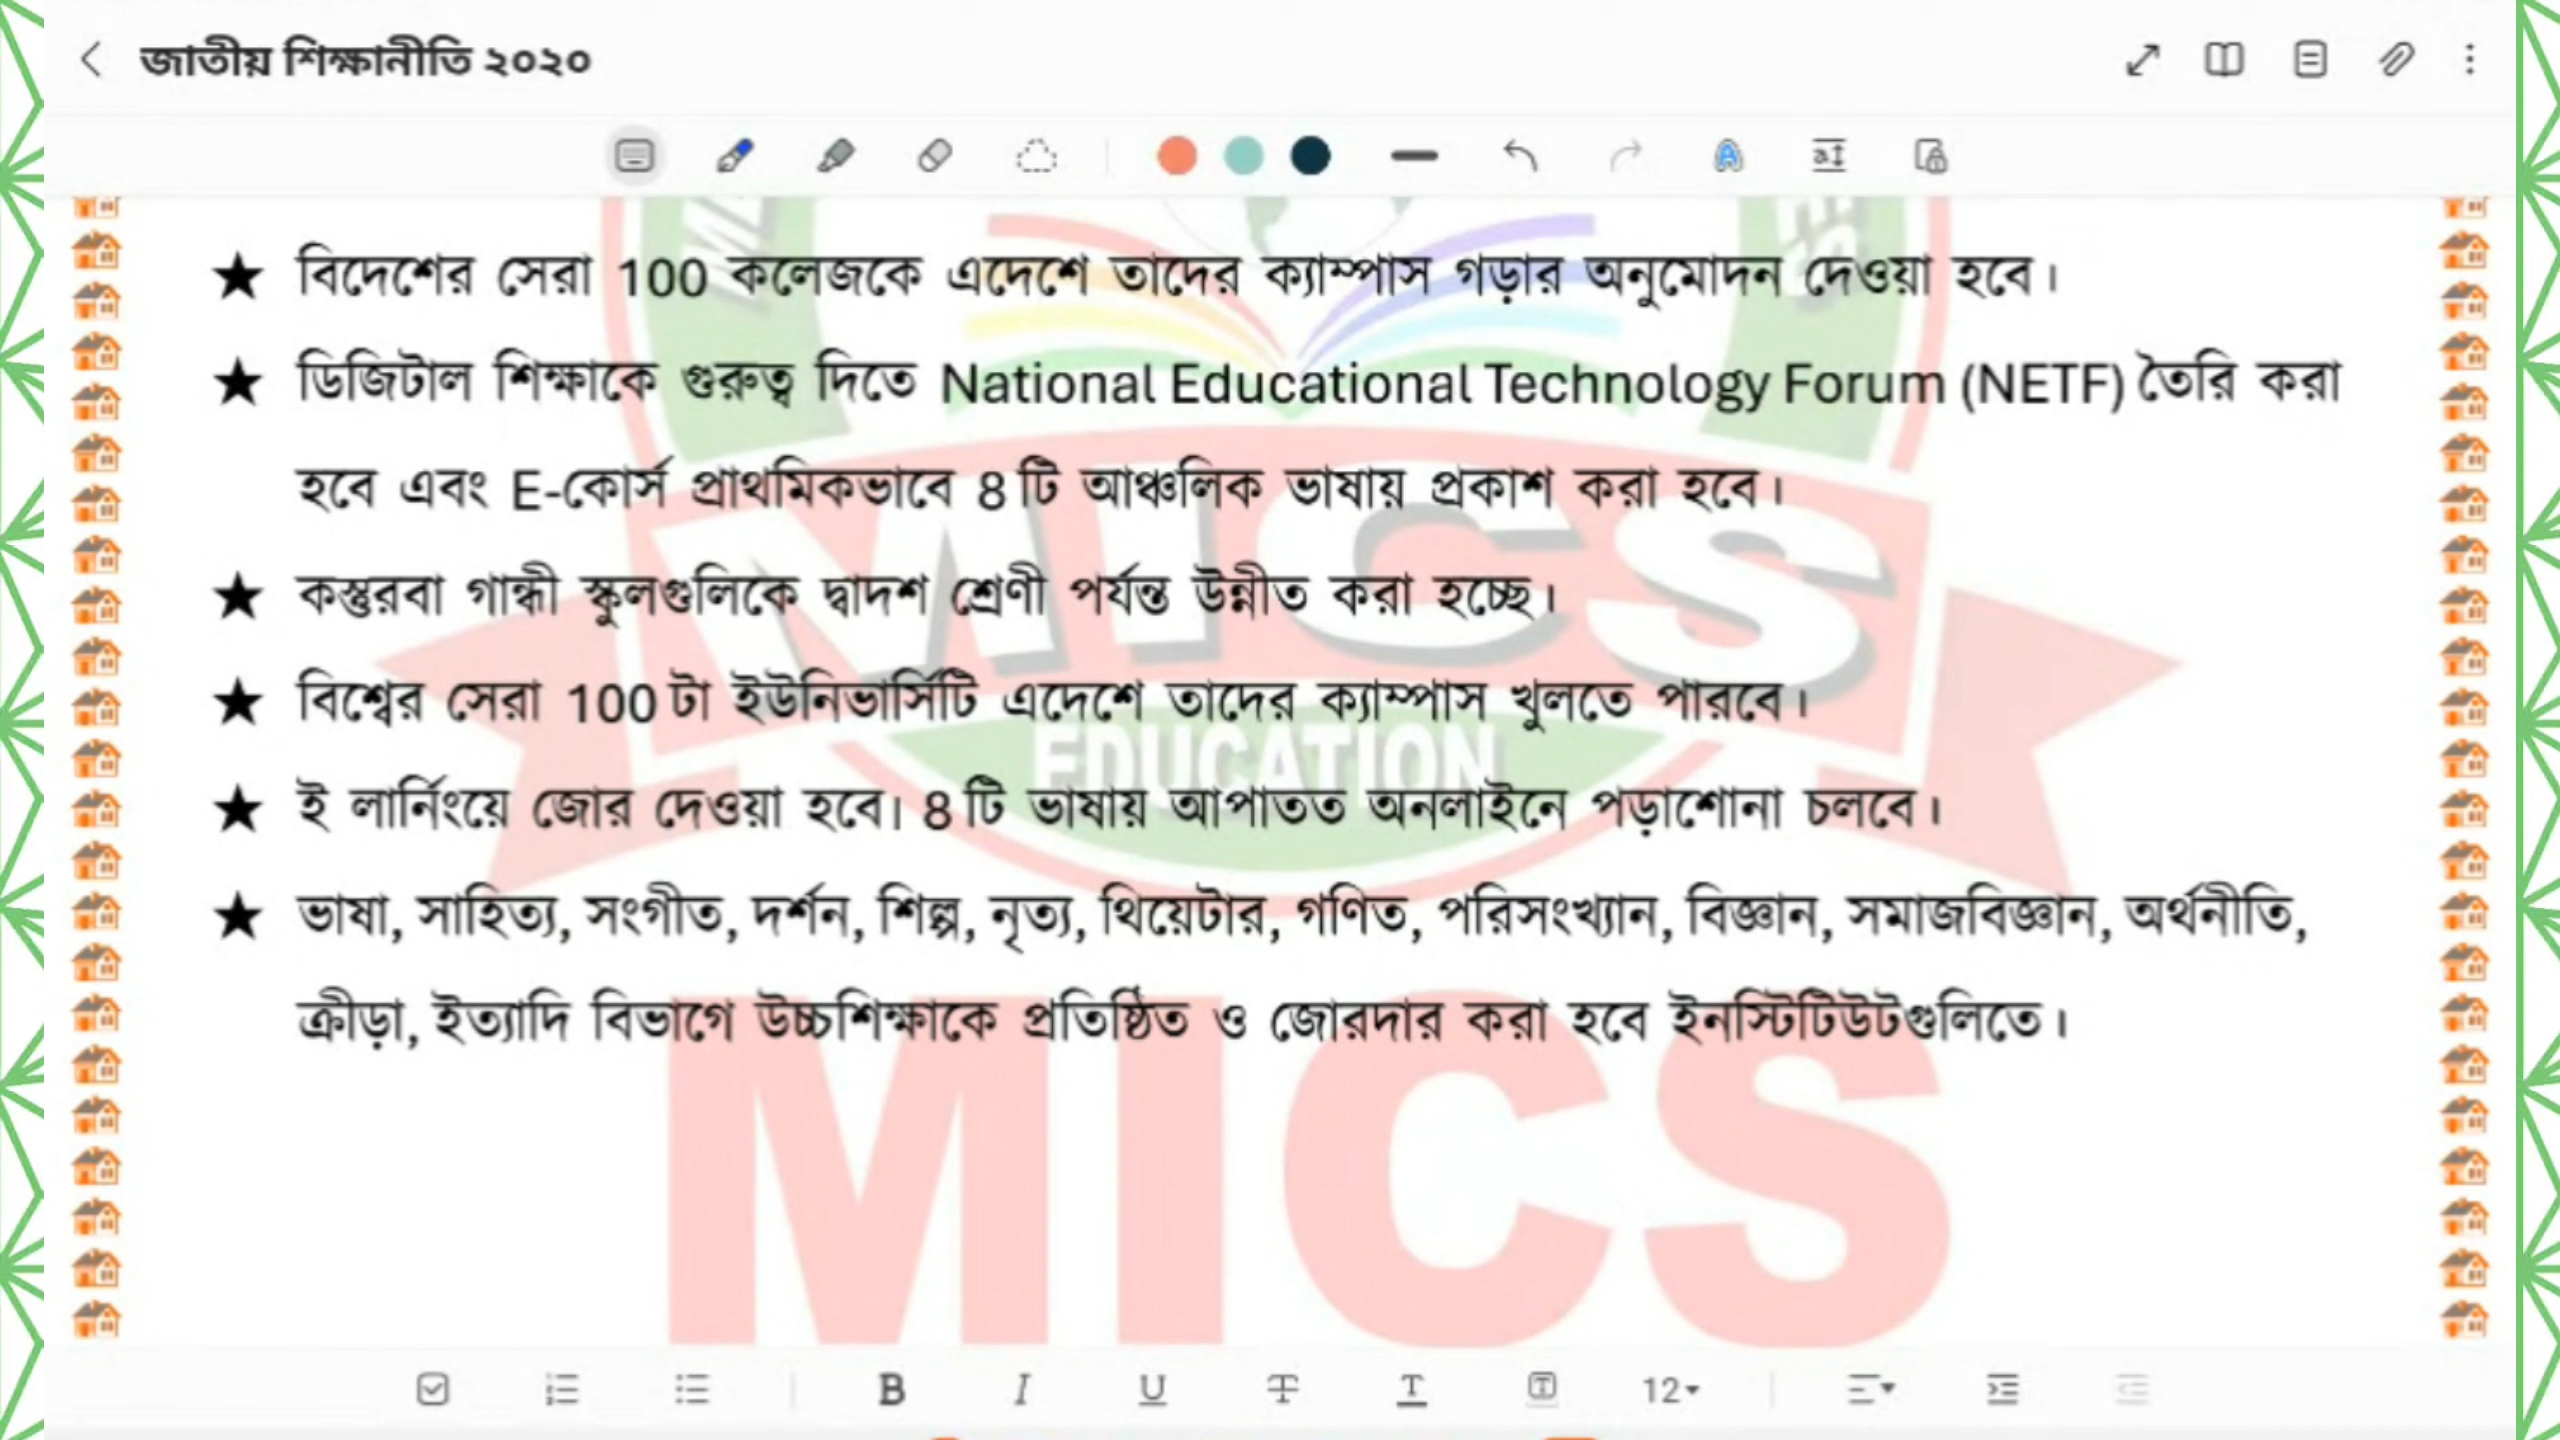 জাতীয় শিক্ষানীতি ২০২০
★ বিদেশের সেরা 100 কলেজকে এদেশে তাদের ক্যাম্পাস গড়ার অনুমোদন দেওয়া হবে।
★ ডিজিটাল শিক্ষাকে গুরুত্ব দিতে National Educational Technology Forum (NETF) তৈরি করা
হবে এবং E-কোর্স প্রাথমিকভাবে 8 টি আঞ্চলিক ভাষায় প্রকাশ করা হবে।
★ কস্তুরবা গান্ধী স্কুলগুলিকে দ্বাদশ শ্রেণী পর্যন্ত উন্নীত করা হচ্ছে।
★ বিশ্বের সেরা 100 টা ইউনিভার্সিটি এদেশে তাদের ক্যাম্পাস খুলতে পারবে।
★ ই লার্নিংয়ে জোর দেওয়া হবে। 8 টি ভাষায় আপাতত অনলাইনে পড়াশোনা চলবে।
★ ভাষা, সাহিত্য, সংগীত, দর্শন, শিল্প, নৃত্য, থিয়েটার, গণিত, পরিসংখ্যান, বিজ্ঞান, সমাজবিজ্ঞান, অর্থনীতি,
ক্রীড়া, ইত্যাদি বিভাগে উচ্চশিক্ষাকে প্রতিষ্ঠিত ও জোরদার করা হবে ইনস্টিটিউটগুলিতে।
MICS
EDUCATION
MICS
12